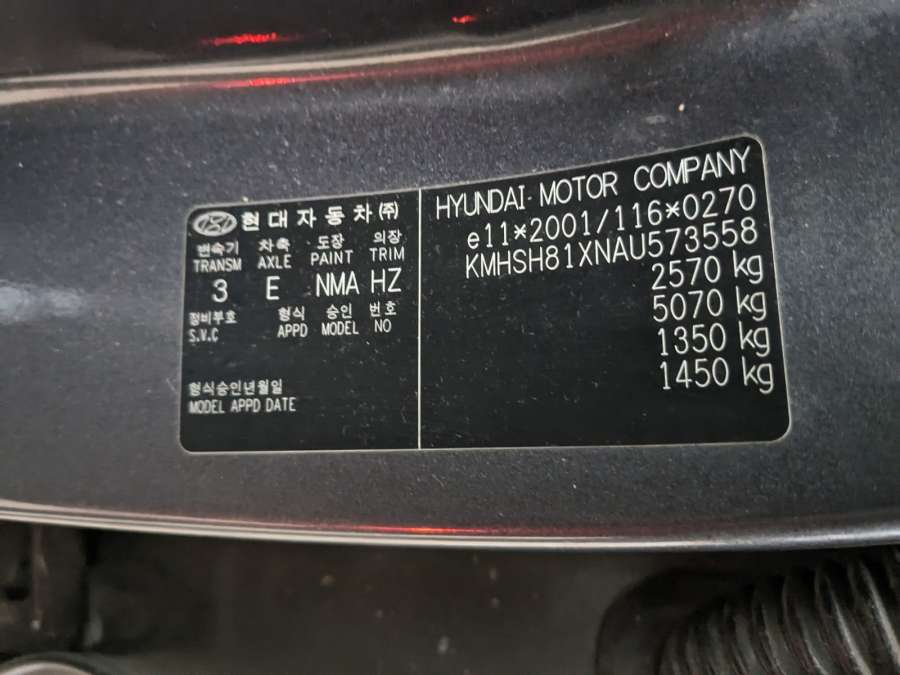 현대자동차(주)
변속기 차축 도장 의장
TRANSM AXLE PAINT TRIM
3 E NMA HZ
정비부호 형식 승인 번호
S.V.C APPD MODEL NO
형식승인년월일
MODEL APPD DATE
HYUNDAI MOTOR COMPANY
e11*2001/116*0270
KMHSH81XNAU573558
2570 kg
5070 kg
1350 kg
1450 kg